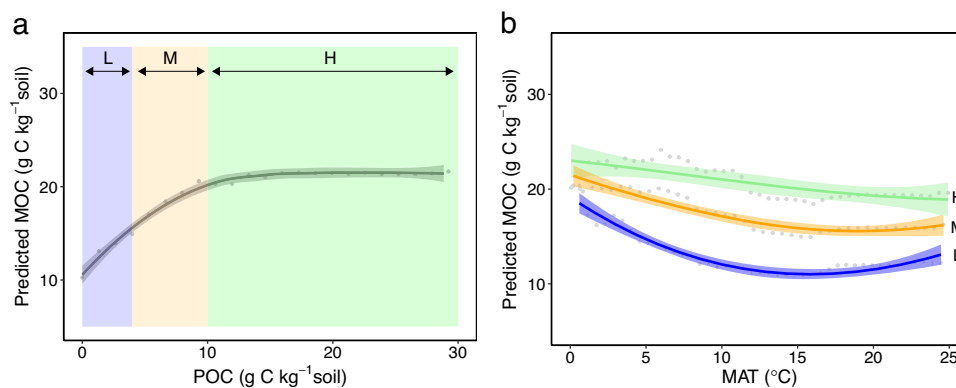 a
L M H
Predicted MOC (g C kg⁻¹soil)
30
20
10
0 10 20 30
POC (g C kg⁻¹soil)
b
Predicted MOC (g C kg⁻¹soil)
30
20
10
H
M
L
0 5 10 15 20 25
MAT (°C)